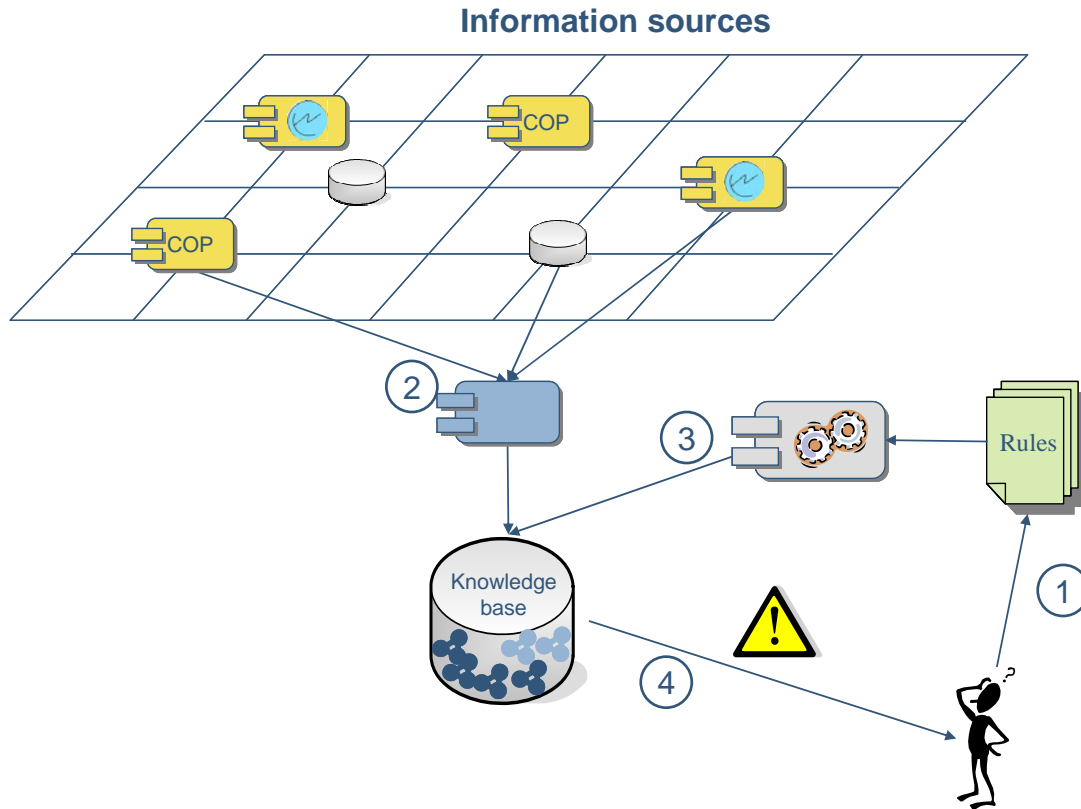 Information sources
COP
COP
2
3
Rules
1
Knowledge
base
!
4
?